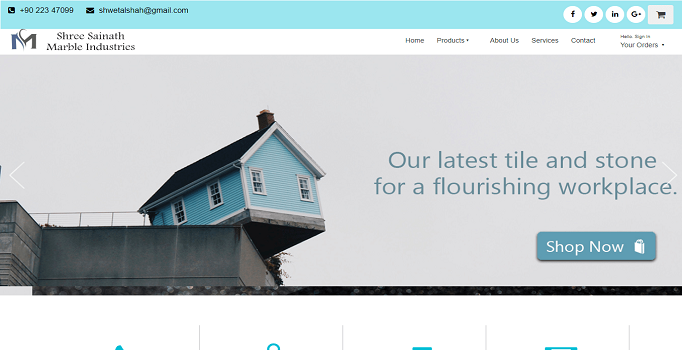 +90 223 47099 shwetalshah@gmail.com
Shree Sainath
Marble Industries
Home Products About Us Services Contact
Hello, Sign In
Your Orders
Our latest tile and stone
for a flourishing workplace.
Shop Now